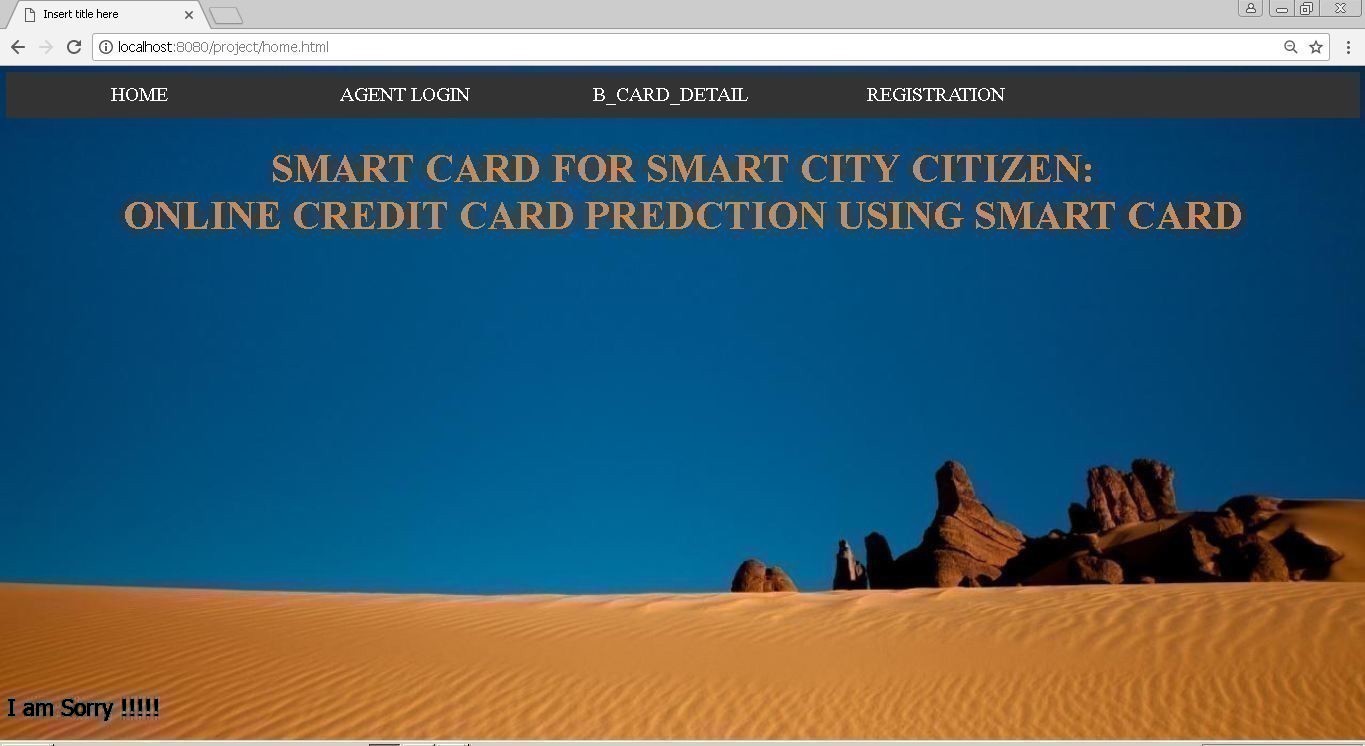 Insert title here
localhost:8080/project/home.html
HOME AGENT LOGIN B_CARD_DETAIL REGISTRATION
SMART CARD FOR SMART CITY CITIZEN:
ONLINE CREDIT CARD PREDCTION USING SMART CARD
I am Sorry !!!!!